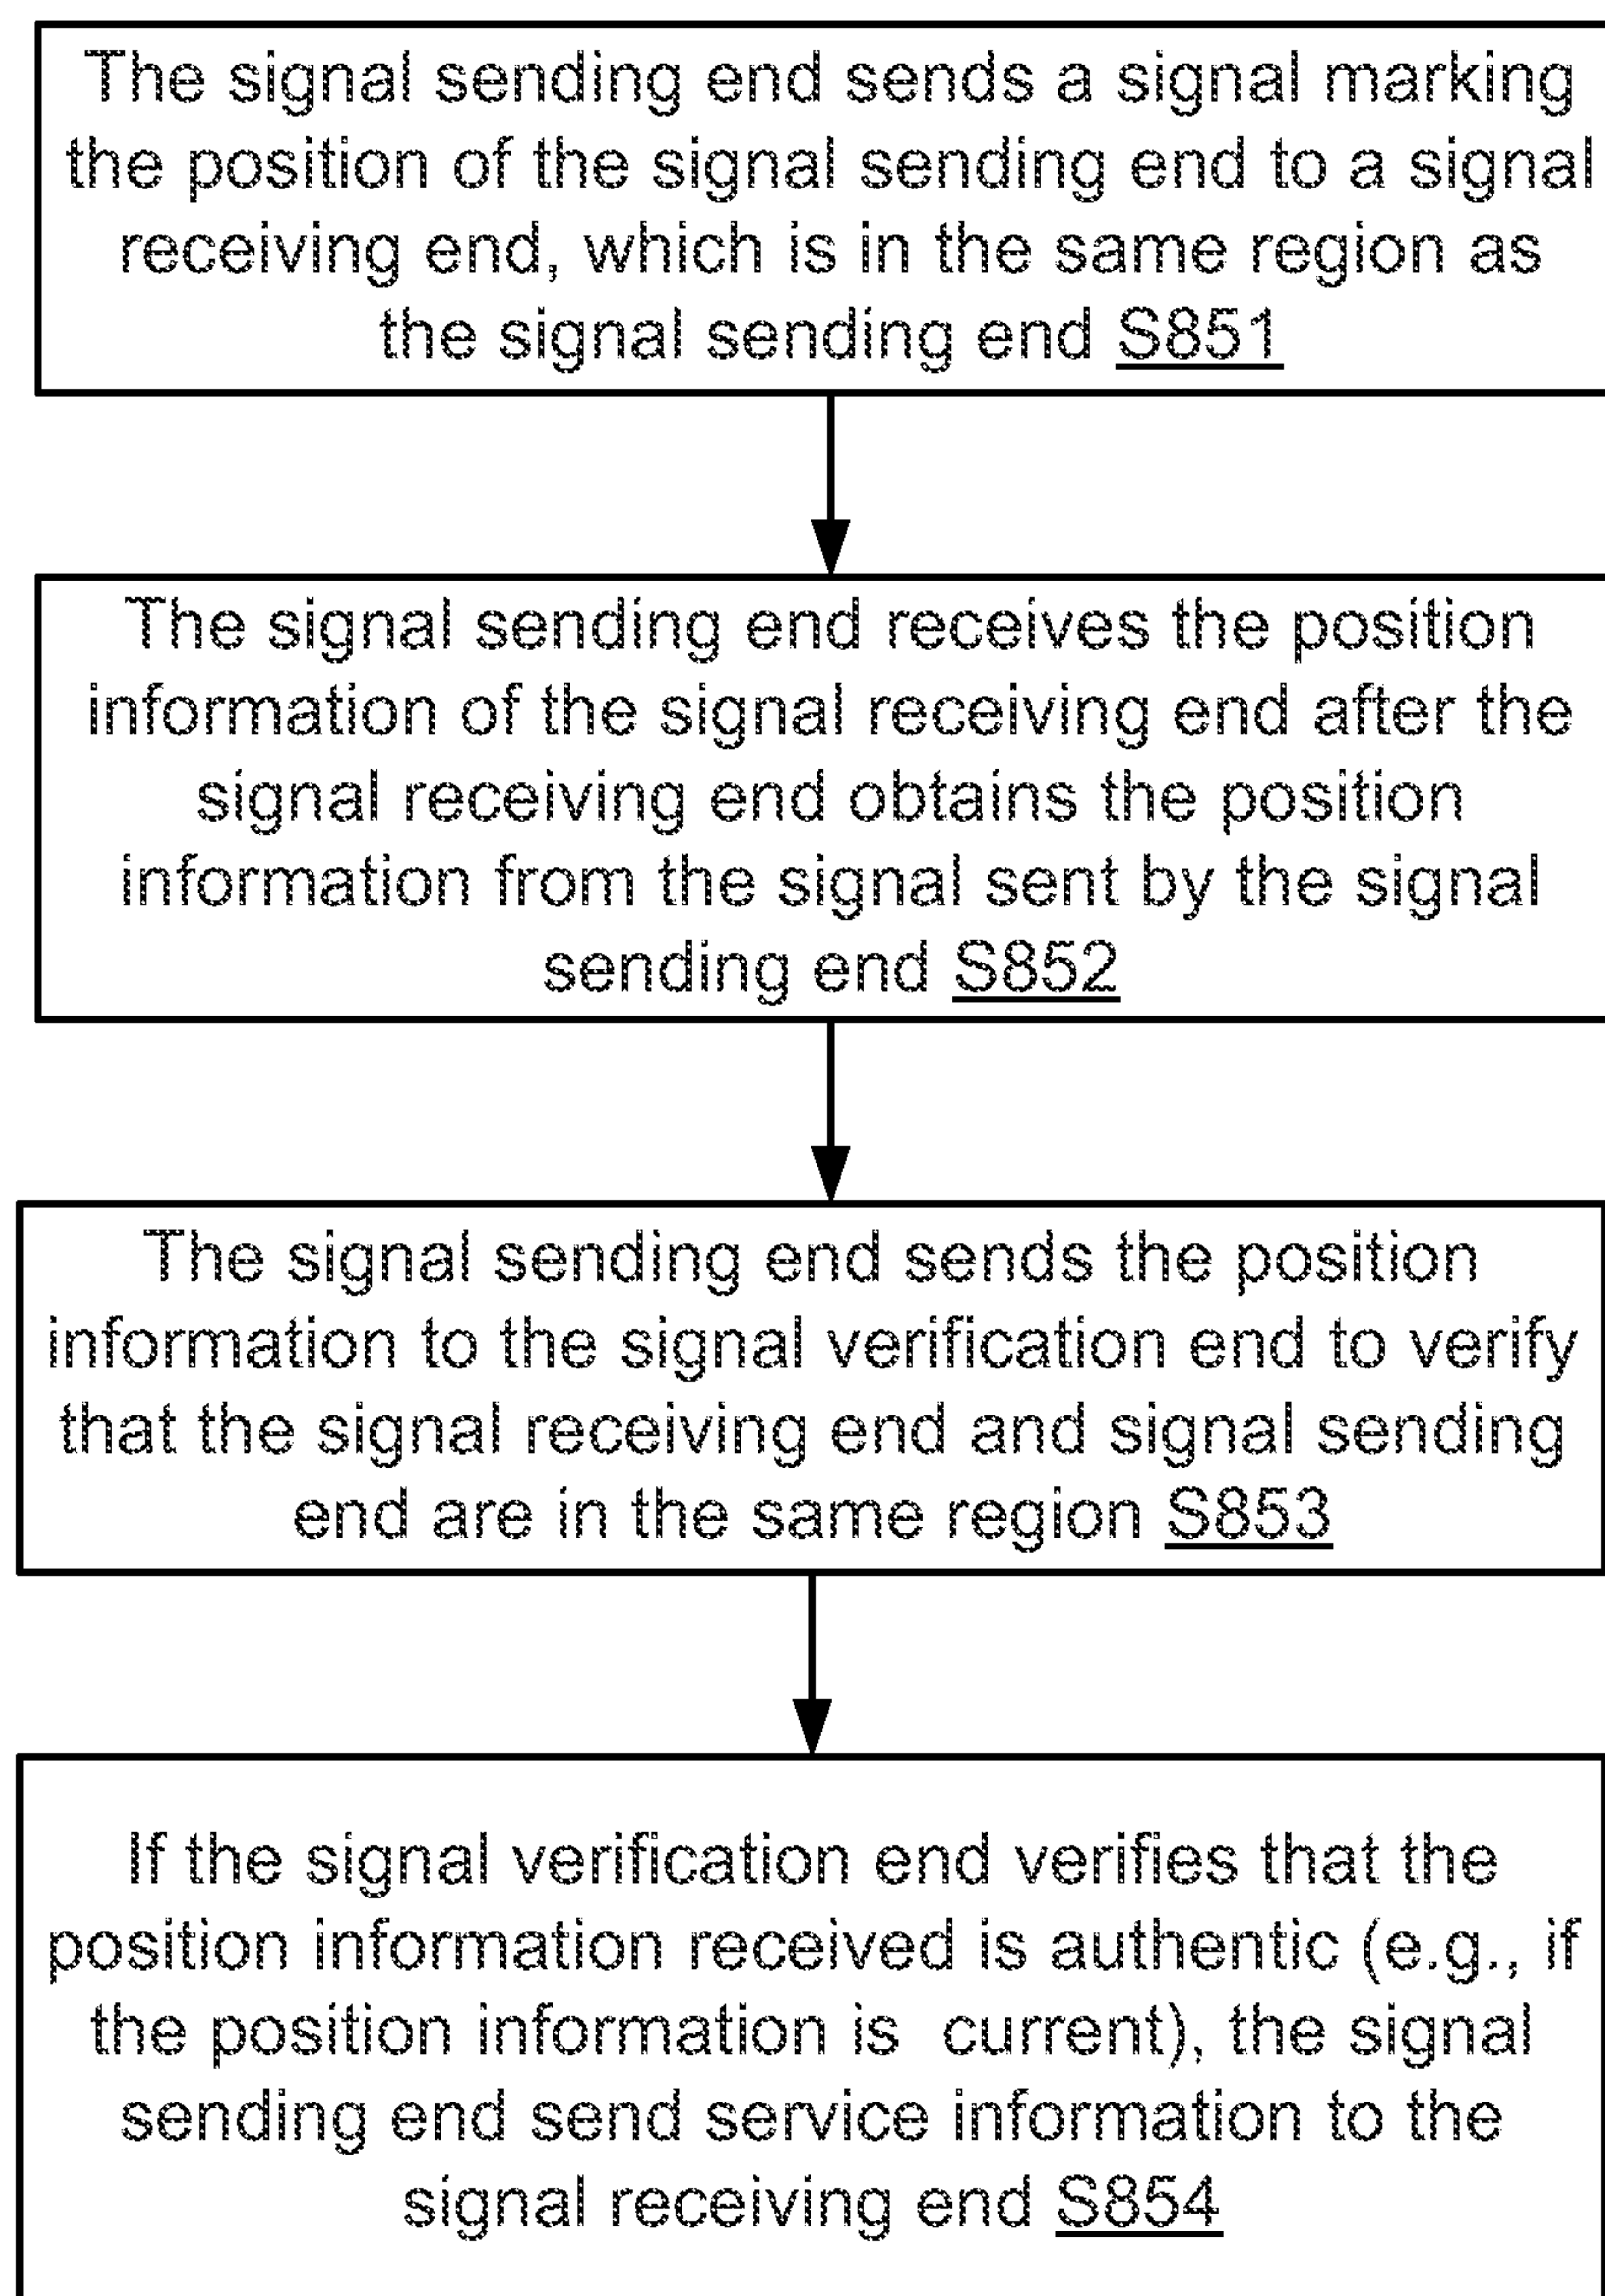 The signal sending end sends a signal marking
the position of the signal sending end to a signal
receiving end, which is in the same region as
the signal sending end S851
The signal sending end receives the position
information of the signal receiving end after the
signal receiving end obtains the position
information from the signal sent by the signal
sending end S852
The signal sending end sends the position
information to the signal verification end to verify
that the signal receiving end and signal sending
end are in the same region S853
If the signal verification end verifies that the
position information received is authentic (e.g., if
the position information is current), the signal
sending end send service information to the
signal receiving end S854